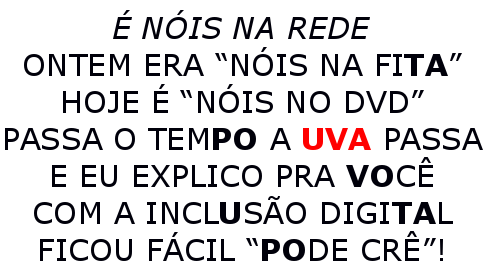 É NÓIS NA REDE
ONTEM ERA “NÓIS NA FITA”
HOJE É “NÓIS NO DVD”
PASSA O TEMPO A UVA PASSA
E EU EXPLICO PRA VOCÊ
COM A INCLUSÃO DIGITAL
FICOU FÁCIL “PODE CRÊ”!